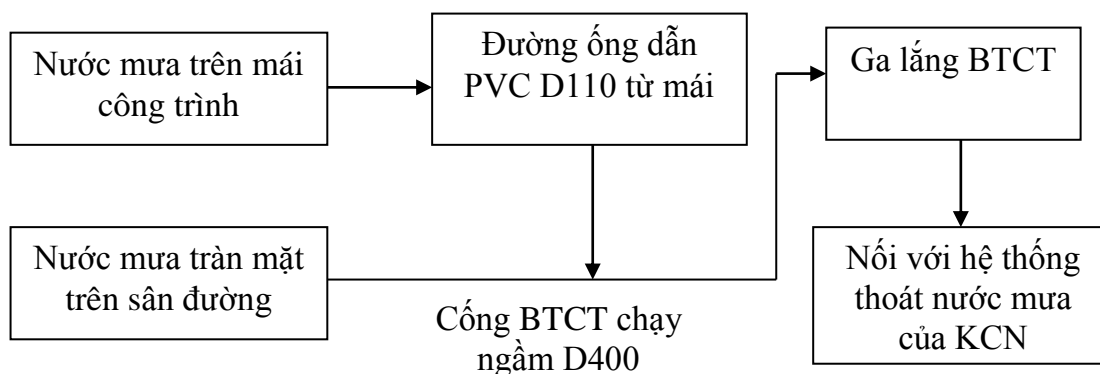 Nước mưa trên mái
công trình
Đường ống dẫn
PVC D110 từ mái
Ga lắng BTCT
Nước mưa tràn mặt
trên sân đường
Cống BTCT chạy
ngầm D400
Nối với hệ thống
thoát nước mưa
của KCN